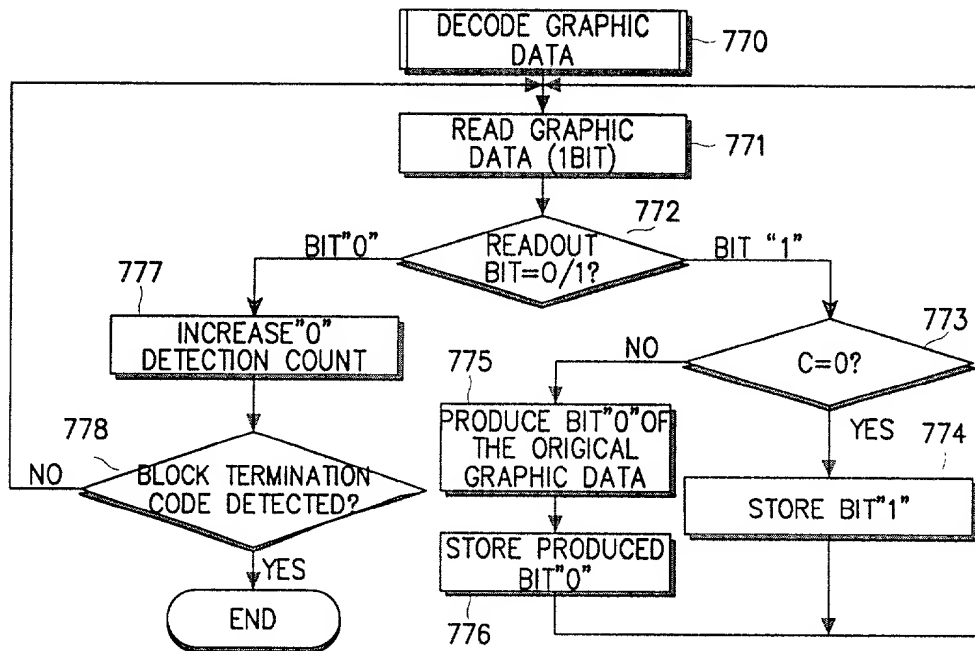 DECODE GRAPHIC
DATA
770
READ GRAPHIC
DATA (1BIT)
771
772
READOUT
BIT=0/1?
BIT"0"
BIT "1"
777
INCREASE"0"
DETECTION COUNT
773
C=0?
NO
YES
775
PRODUCE BIT"0"OF
THE ORIGICAL
GRAPHIC DATA
774
STORE BIT"1"
778
NO
BLOCK TERMINATION
CODE DETECTED?
YES
STORE PRODUCED
BIT"0"
776
END